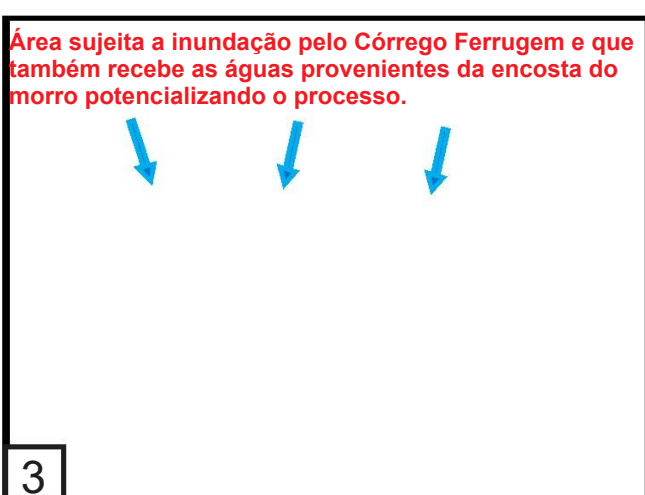 Área sujeita a inundação pelo Córrego Ferrugem e que
também recebe as águas provenientes da encosta do
morro potencializando o processo.
3